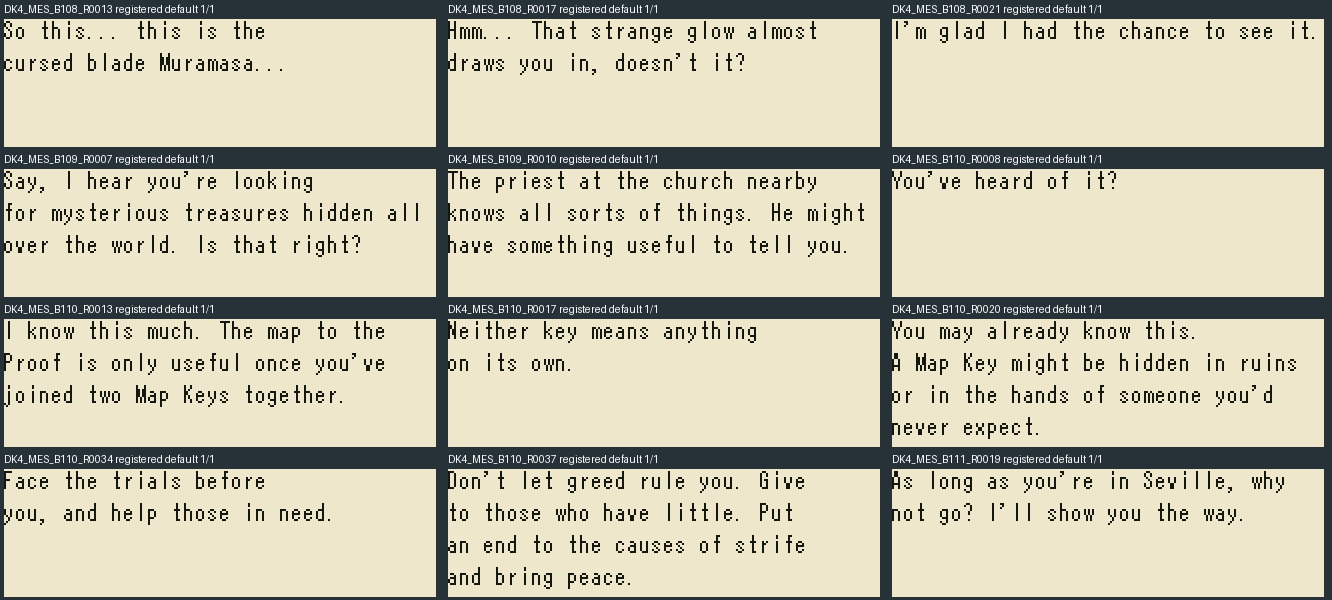 DK4_MES_B108_R0013 registered default 1/1
So this... this is the
cursed blade Muramasa...
DK4_MES_B108_R0017 registered default 1/1
Hmm... That strange glow almost
draws you in, doesn't it?
DK4_MES_B108_R0021 registered default 1/1
I'm glad I had the chance to see it.
DK4_MES_B109_R0007 registered default 1/1
Say, I hear you're looking
for mysterious treasures hidden all
over the world. Is that right?
DK4_MES_B109_R0010 registered default 1/1
The priest at the church nearby
knows all sorts of things. He might
have something useful to tell you.
DK4_MES_B110_R0008 registered default 1/1
You've heard of it?
DK4_MES_B110_R0013 registered default 1/1
I know this much. The map to the
Proof is only useful once you've
joined two Map Keys together.
DK4_MES_B110_R0017 registered default 1/1
Neither key means anything
on its own.
DK4_MES_B110_R0020 registered default 1/1
You may already know this.
A Map Key might be hidden in ruins
or in the hands of someone you'd
never expect.
DK4_MES_B110_R0034 registered default 1/1
Face the trials before
you, and help those in need.
DK4_MES_B110_R0037 registered default 1/1
Don't let greed rule you. Give
to those who have little. Put
an end to the causes of strife
and bring peace.
DK4_MES_B111_R0019 registered default 1/1
As long as you're in Seville, why
not go? I'll show you the way.